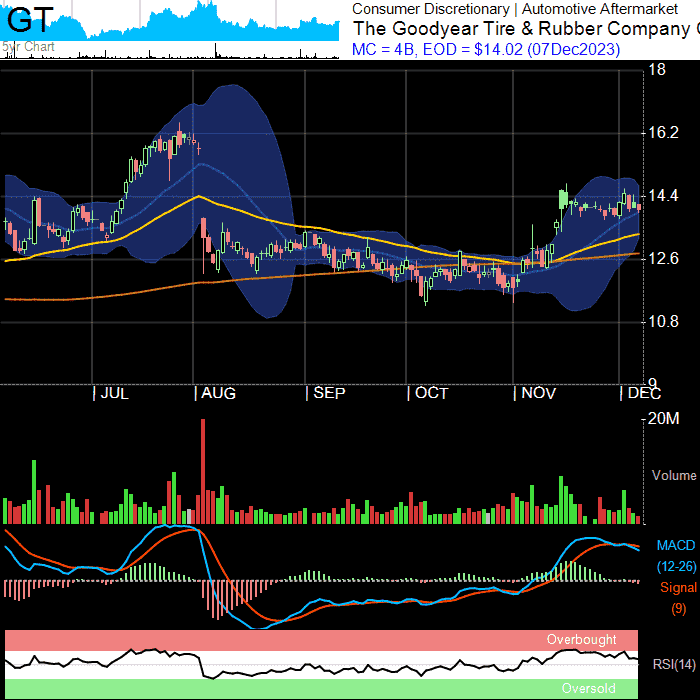 GT
5yr Chart
Consumer Discretionary | Automotive Aftermarket
The Goodyear Tire & Rubber Company
MC = 4B, EOD = $14.02 (07Dec2023)
18
16.2
14.4
12.6
10.8
9
JUL
AUG
SEP
OCT
NOV
DEC
20M
Volume
MACD
(12-26)
Signal
(9)
Overbought
RSI(14)
Oversold